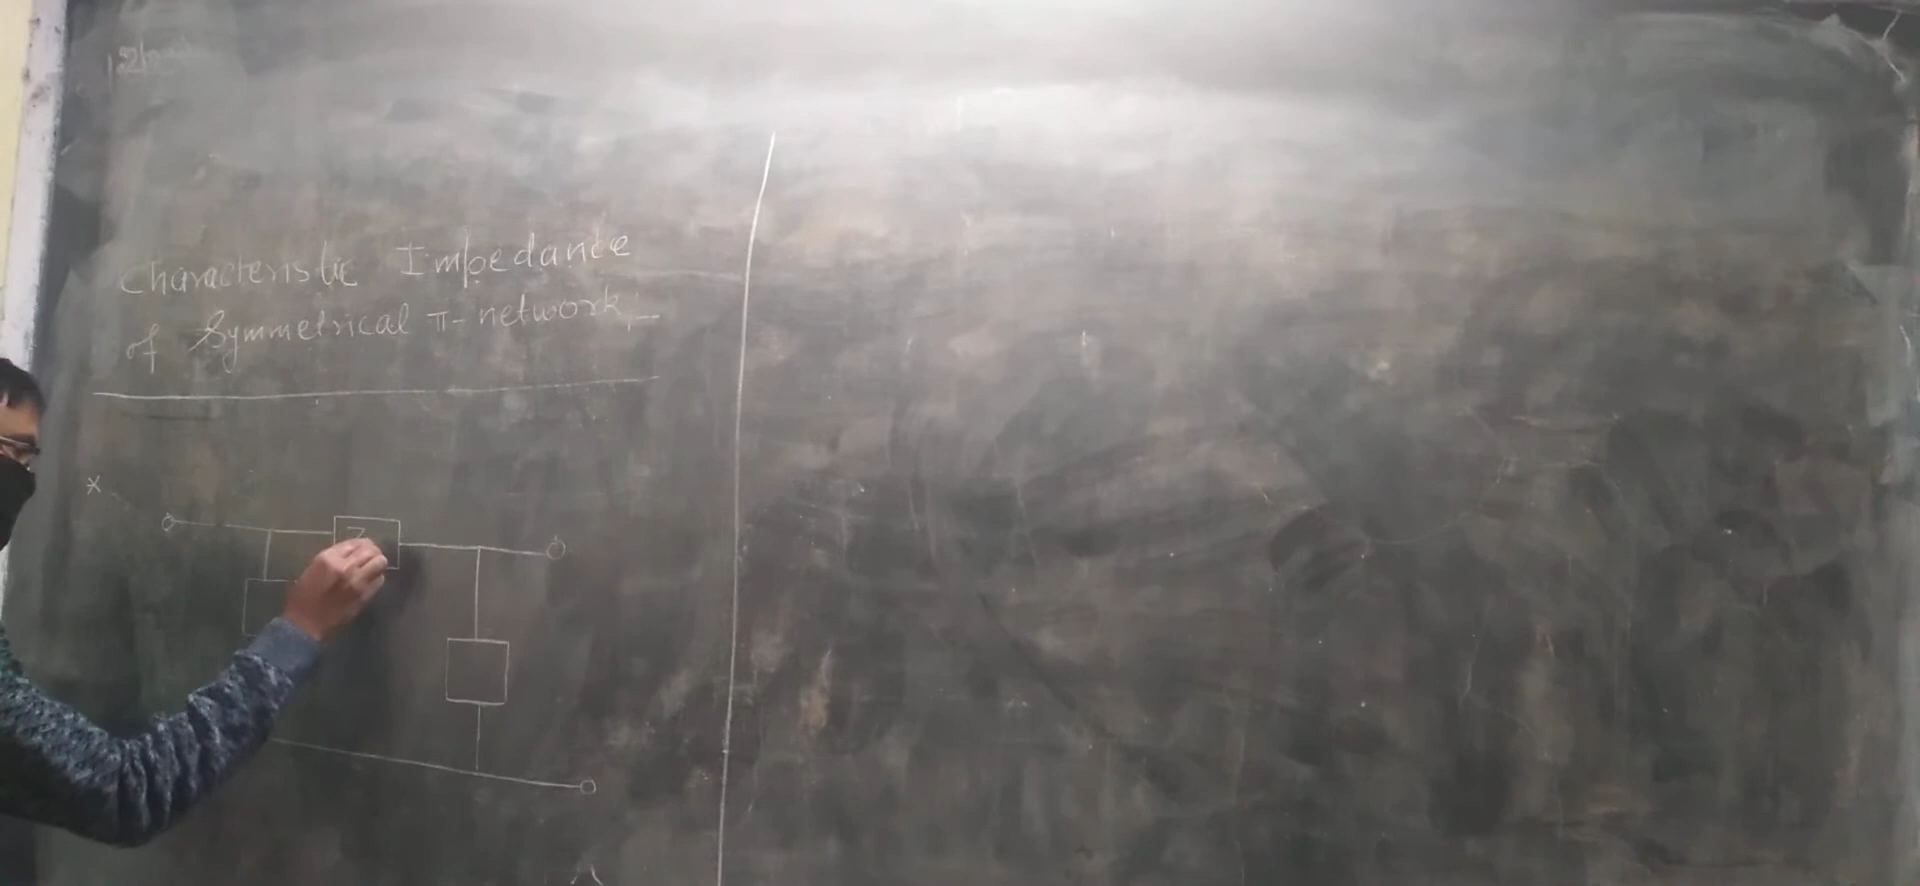 Characteristic Impedance
of Symmetrical π-network:-
Z